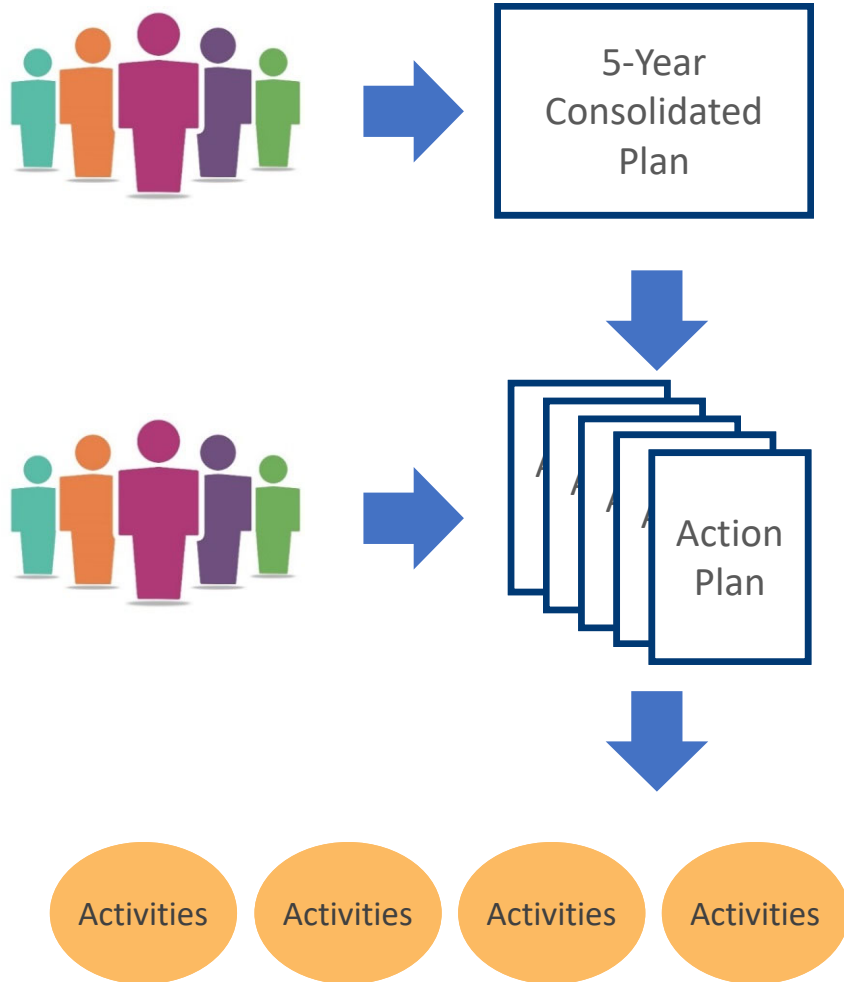 5-Year
Consolidated
Plan
A
A
A
A
Action
Plan
Activities
Activities
Activities
Activities